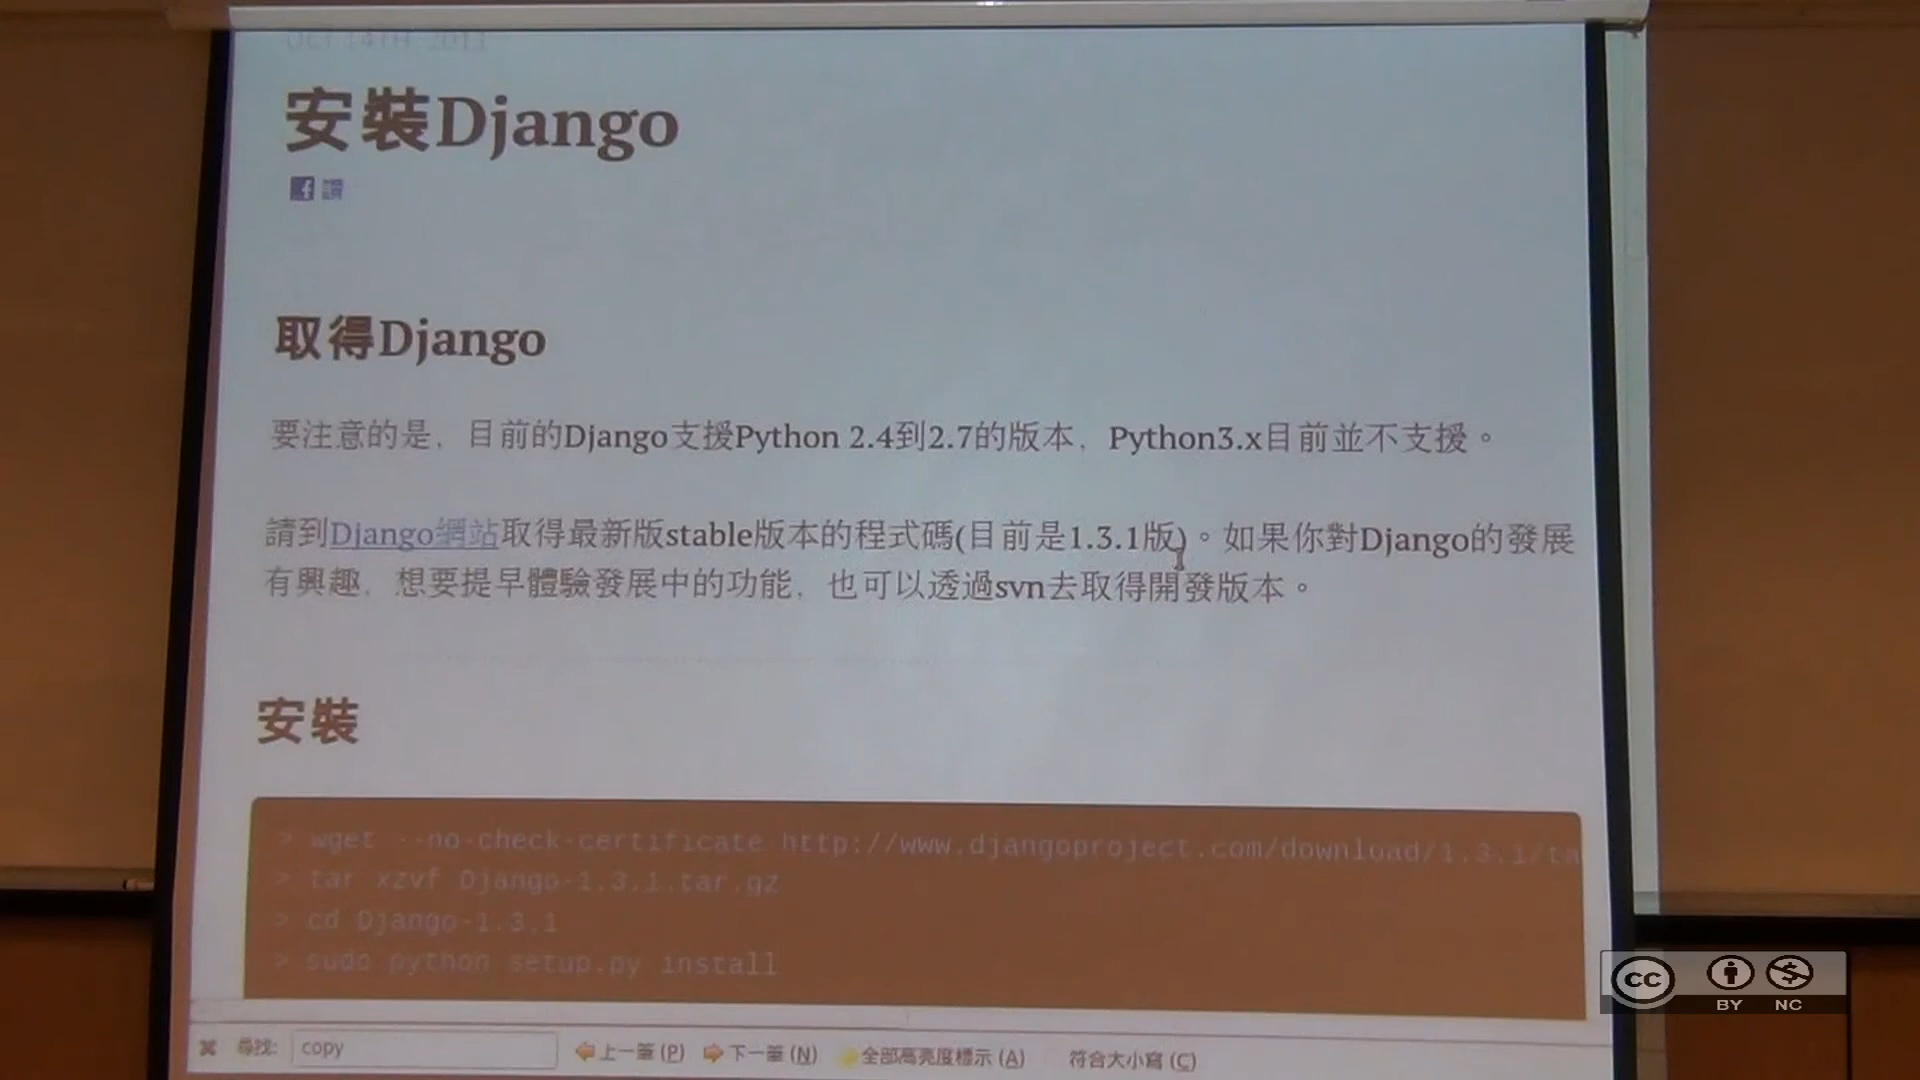 OCT 14TH, 2011
安裝Django
取得Django
要注意的是，目前的Django支援Python 2.4到2.7的版本，Python3.x目前並不支援。
請到Django網站取得最新版stable版本的程式碼(目前是1.3.1版)。如果你對Django的發展
有興趣，想要提早體驗發展中的功能，也可以透過svn去取得開發版本。
安裝
> wget --no-check-certificate http://www.djangoproject.com/download/1.3.1/ta
> tar xzvf Django-1.3.1.tar.gz
> cd Django-1.3.1
> sudo python setup.py install
尋找: copy 上一筆 (P) 下一筆 (N) 全部高亮度標示 (A) 符合大小寫 (C)
CC BY NC